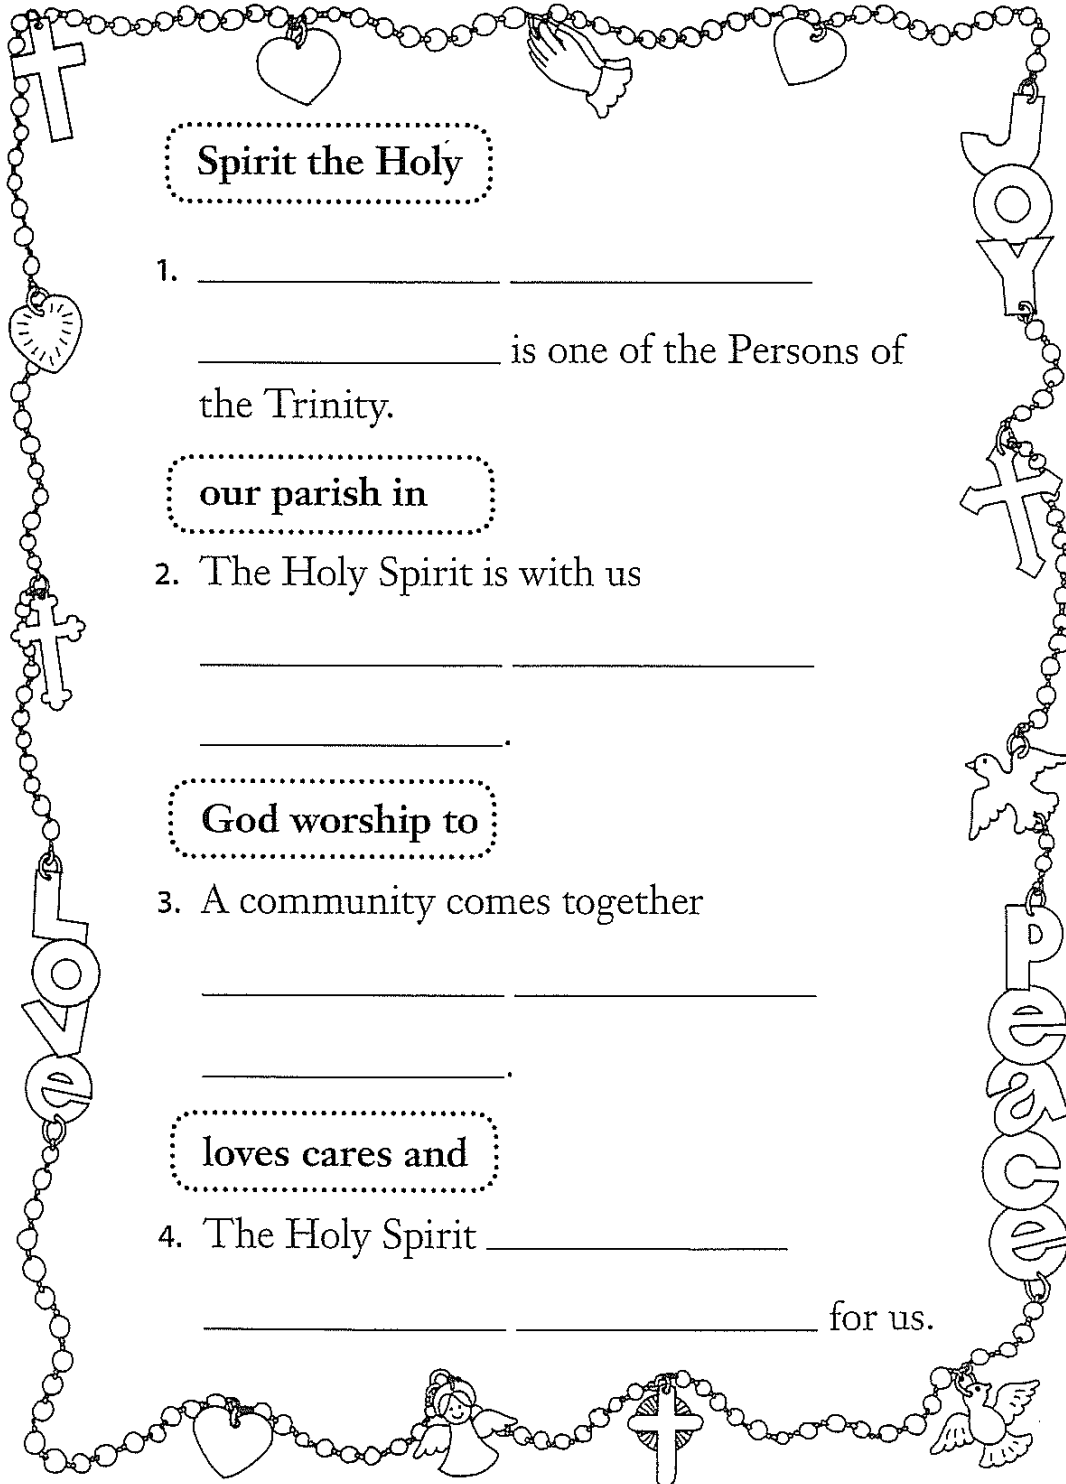 Spirit the Holy
1.
is one of the Persons of
the Trinity.
our parish in
2. The Holy Spirit is with us
.
God worship to
3. A community comes together
.
loves cares and
4. The Holy Spirit
for us.
JOY
Love
Peace